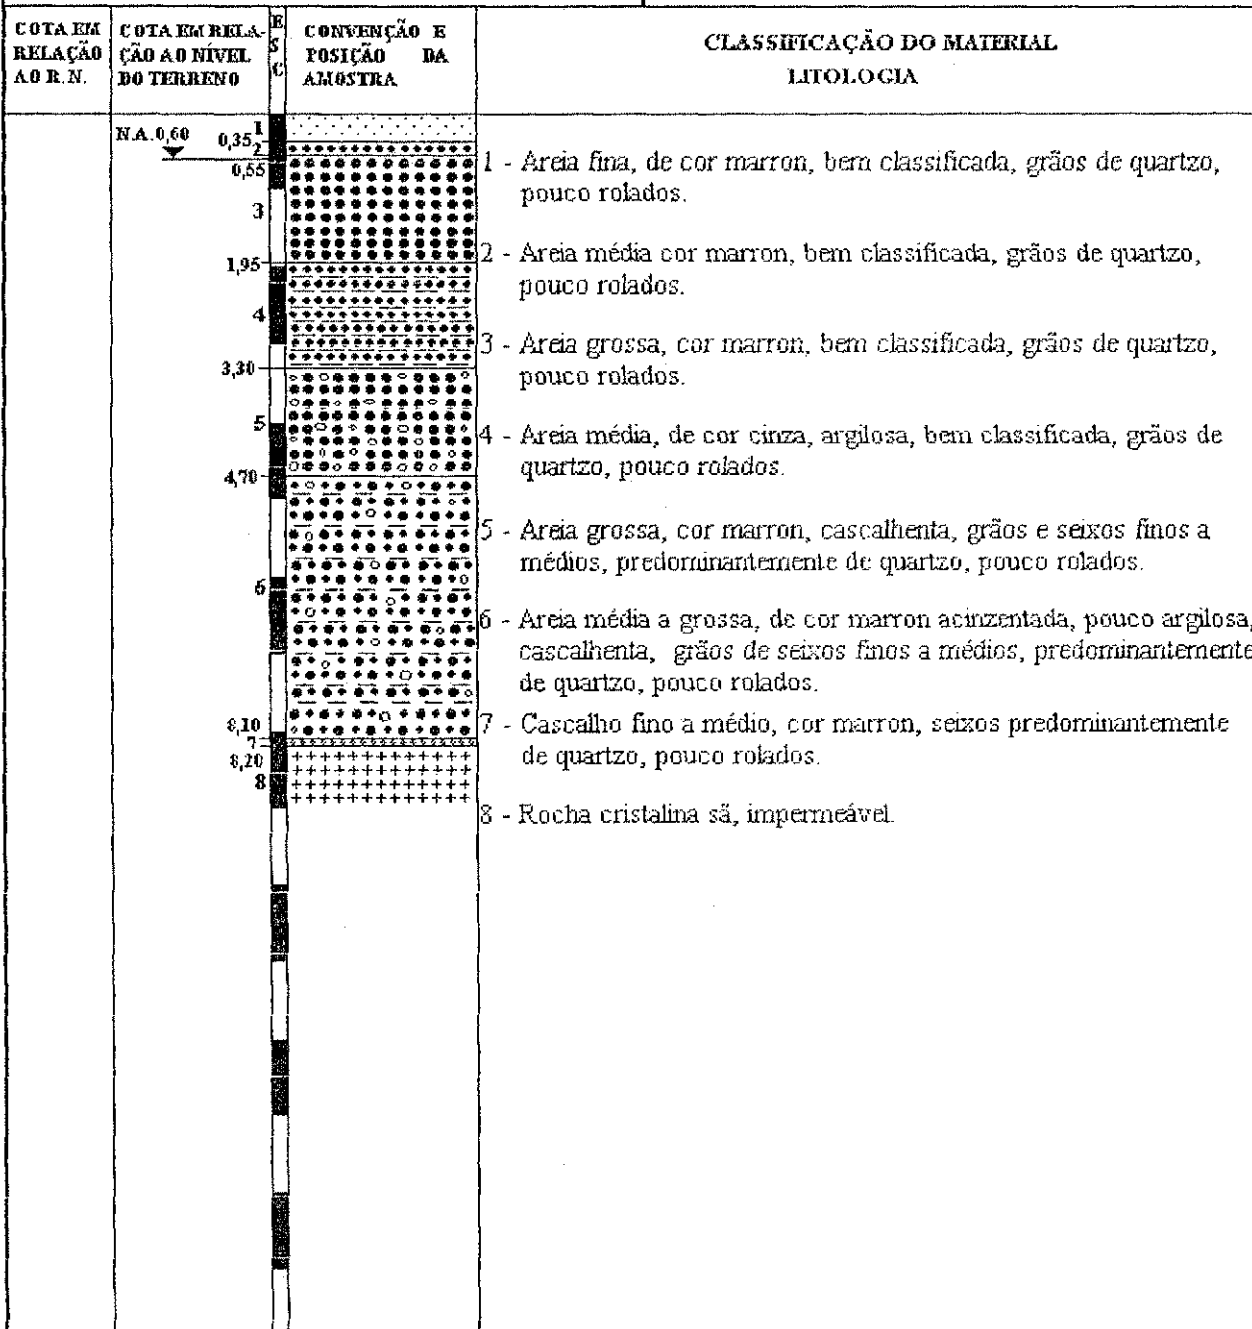 COTA EM
RELAÇÃO
AO R.N.
COTA EM RELA-
ÇÃO AO NÍVEL
DO TERRENO
E
S
C
CONVENÇÃO E
POSIÇÃO DA
AMOSTRA
CLASSIFICAÇÃO DO MATERIAL
LITOLOGIA
N.A. 0,60
1
0,35
2
0,55
3
1,95
4
3,30
5
4,70
6
8,10
7
8,20
8
1 - Areia fina, de cor marron, bem classificada, grãos de quartzo,
pouco rolados.
2 - Areia média cor marron, bem classificada, grãos de quartzo,
pouco rolados.
3 - Areia grossa, cor marron, bem classificada, grãos de quartzo,
pouco rolados.
4 - Areia média, de cor cinza, argilosa, bem classificada, grãos de
quartzo, pouco rolados.
5 - Areia grossa, cor marron, cascalhenta, grãos e seixos finos a
médios, predominantemente de quartzo, pouco rolados.
6 - Areia média a grossa, de cor marron acinzentada, pouco argilosa,
cascalhenta, grãos de seixos finos a médios, predominantemente
de quartzo, pouco rolados.
7 - Cascalho fino a médio, cor marron, seixos predominantemente
de quartzo, pouco rolados.
8 - Rocha cristalina sã, impermeável.